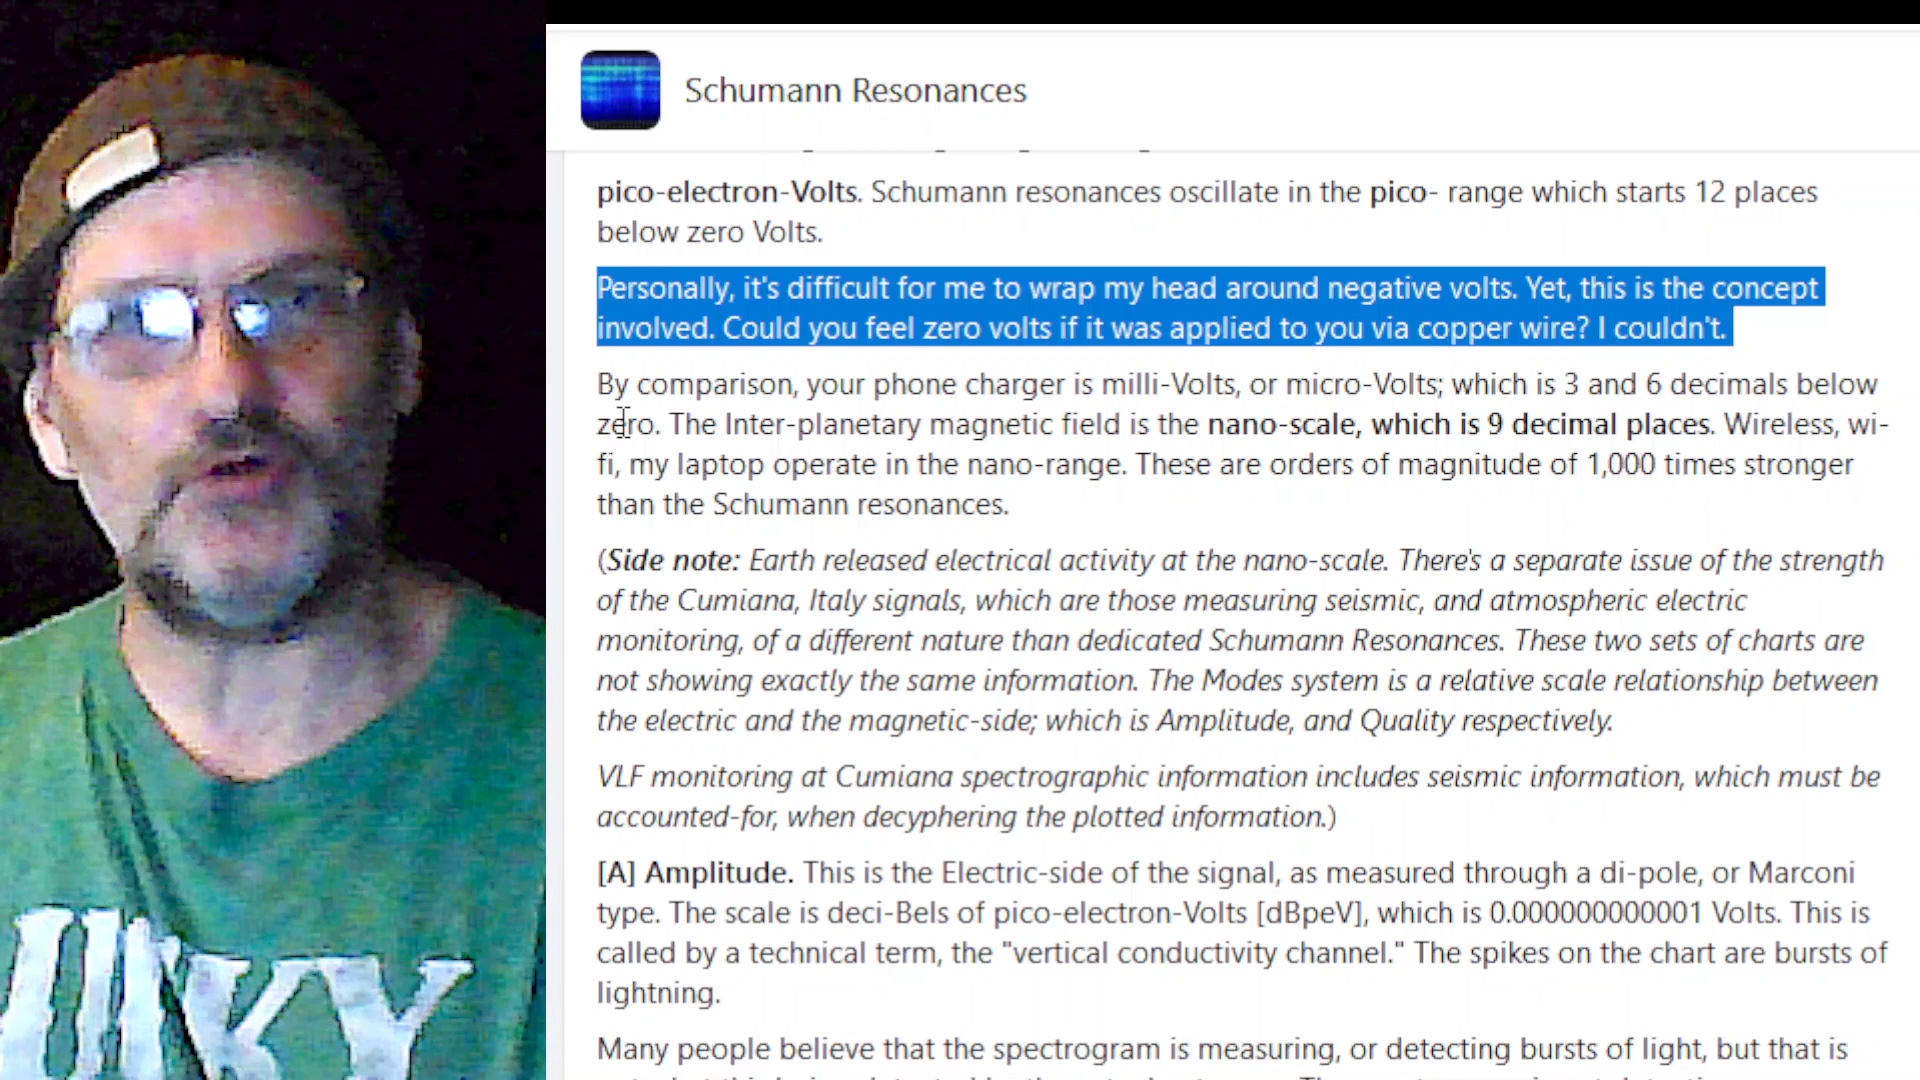 Schumann Resonances
pico-electron-Volts. Schumann resonances oscillate in the pico- range which starts 12 places
below zero Volts.
Personally, it's difficult for me to wrap my head around negative volts. Yet, this is the concept
involved. Could you feel zero volts if it was applied to you via copper wire? I couldn't.
By comparison, your phone charger is milli-Volts, or micro-Volts; which is 3 and 6 decimals below
zero. The Inter-planetary magnetic field is the nano-scale, which is 9 decimal places. Wireless, wi-
fi, my laptop operate in the nano-range. These are orders of magnitude of 1,000 times stronger
than the Schumann resonances.
(Side note: Earth released electrical activity at the nano-scale. There's a separate issue of the strength
of the Cumiana, Italy signals, which are those measuring seismic, and atmospheric electric
monitoring, of a different nature than dedicated Schumann Resonances. These two sets of charts are
not showing exactly the same information. The Modes system is a relative scale relationship between
the electric and the magnetic-side; which is Amplitude, and Quality respectively.
VLF monitoring at Cumiana spectrographic information includes seismic information, which must be
accounted-for, when decyphering the plotted information.)
[A] Amplitude. This is the Electric-side of the signal, as measured through a di-pole, or Marconi
type. The scale is deci-Bels of pico-electron-Volts [dBpeV], which is 0.000000000001 Volts. This is
called by a technical term, the "vertical conductivity channel." The spikes on the chart are bursts of
lightning.
Many people believe that the spectrogram is measuring, or detecting bursts of light, but that is